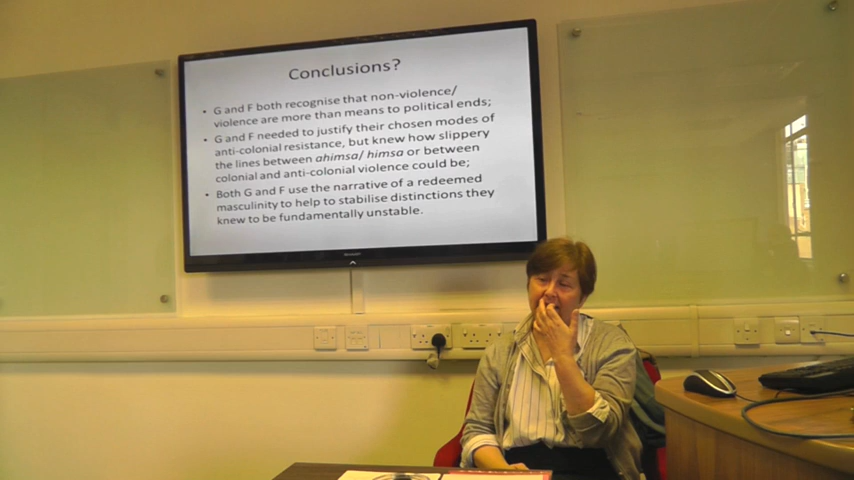 Conclusions?
• G and F both recognise that non-violence/
violence are more than means to political ends;
• G and F needed to justify their chosen modes of
anti-colonial resistance, but knew how slippery
the lines between ahimsa/ himsa or between
colonial and anti-colonial violence could be;
• Both G and F use the narrative of a redeemed
masculinity to help to stabilise distinctions they
knew to be fundamentally unstable.
SHARP